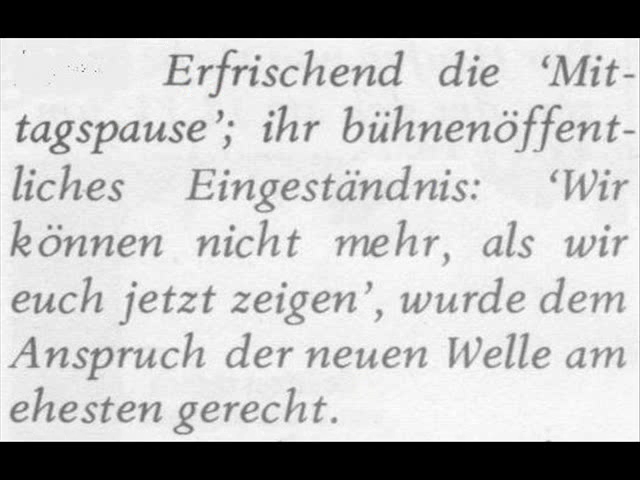 Erfrischend die ‘Mit-
tagspause’; ihr bühnenöffent-
liches Eingeständnis: ‘Wir
können nicht mehr, als wir
euch jetzt zeigen’, wurde dem
Anspruch der neuen Welle am
ehesten gerecht.